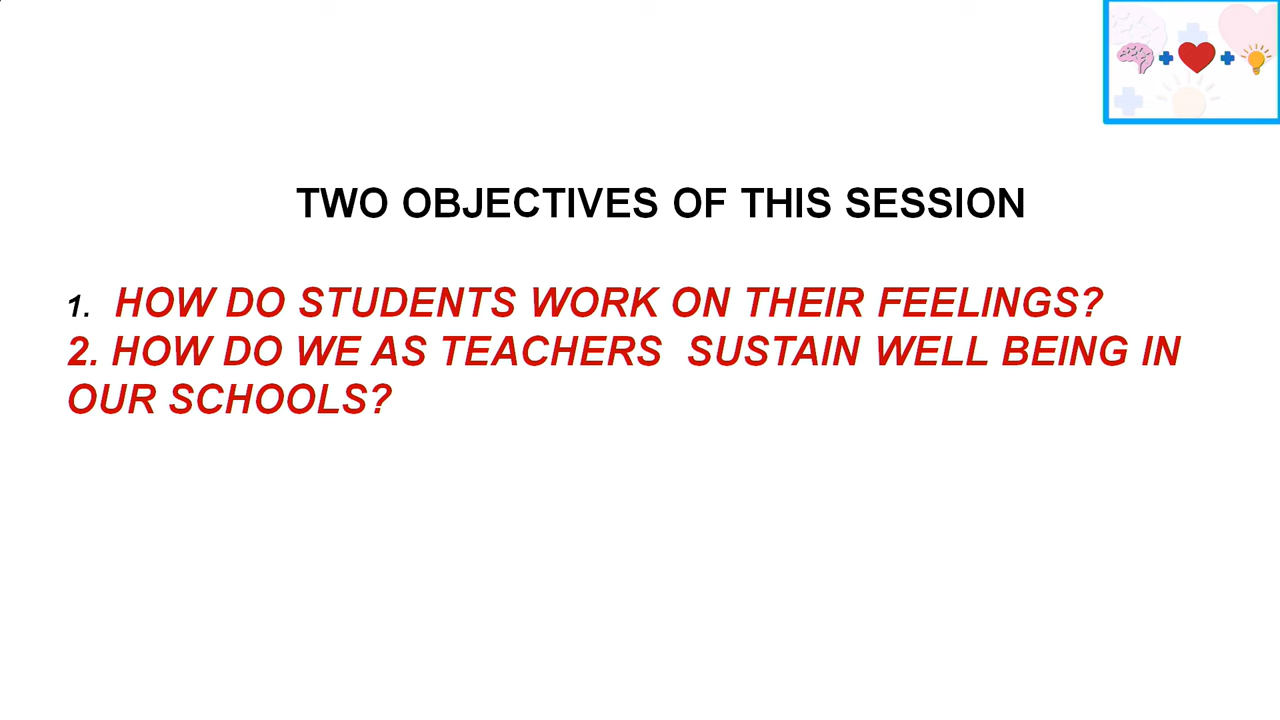 TWO OBJECTIVES OF THIS SESSION
1. HOW DO STUDENTS WORK ON THEIR FEELINGS?
2. HOW DO WE AS TEACHERS  SUSTAIN WELL BEING IN
OUR SCHOOLS?